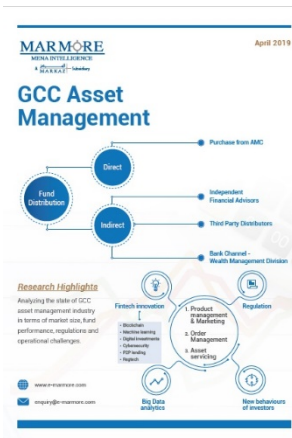 MARMORE
MENA INTELLIGENCE
A MARKAZ Subsidiary
April 2019
GCC Asset
Management
Fund
Distribution
Direct
Indirect
Purchase from AMC
Independent
Financial Advisors
Third Party Distributors
Bank Channel -
Wealth Management Division
Research Highlights
Analyzing the state of GCC
asset management industry
in terms of market size, fund
performance, regulations and
operational challenges.
www.e-marmore.com
enquiry@e-marmore.com
Fintech innovation
• Blockchain
• Machine learning
• Digital Investments
• Cybersecurity
• P2P lending
• Regtech
1. Product
management
& Marketing
2. Order
Management
3. Asset
servicing
Regulation
Big Data
analytics
New behaviours
of investors